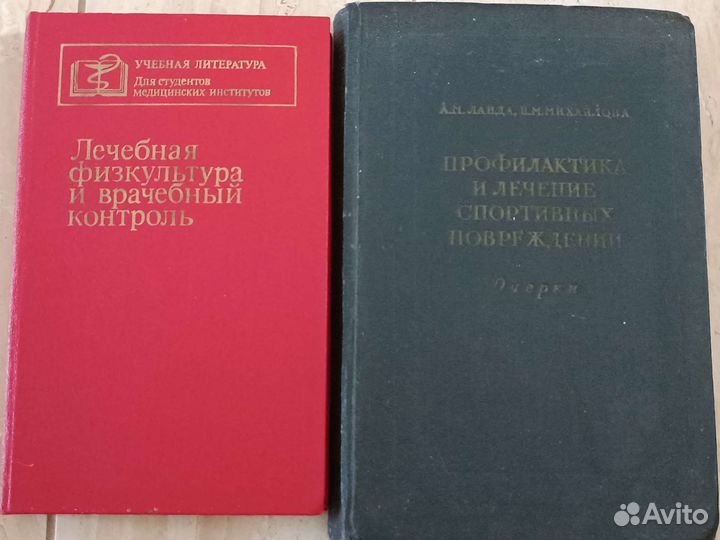 УЧЕБНАЯ ЛИТЕРАТУРА
Для студентов
медицинских институтов
Лечебная
физкультура
и врачебный
контроль
А.М. ЛАНДА, Н.М. МИХАЙЛОВА
ПРОФИЛАКТИКА
И ЛЕЧЕНИЕ
СПОРТИВНЫХ
ПОВРЕЖДЕНИЙ
Очерки
Avito